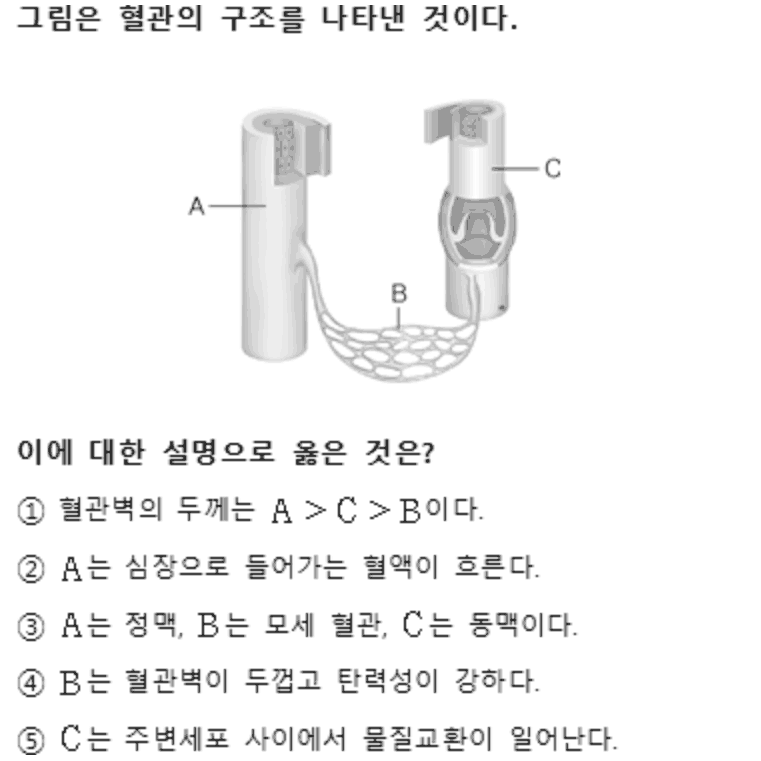 그림은 혈관의 구조를 나타낸 것이다.
A
B
C
이에 대한 설명으로 옳은 것은?
① 혈관벽의 두께는 A > C > B이다.
② A는 심장으로 들어가는 혈액이 흐른다.
③ A는 정맥, B는 모세 혈관, C는 동맥이다.
④ B는 혈관벽이 두껍고 탄력성이 강하다.
⑤ C는 주변세포 사이에서 물질교환이 일어난다.